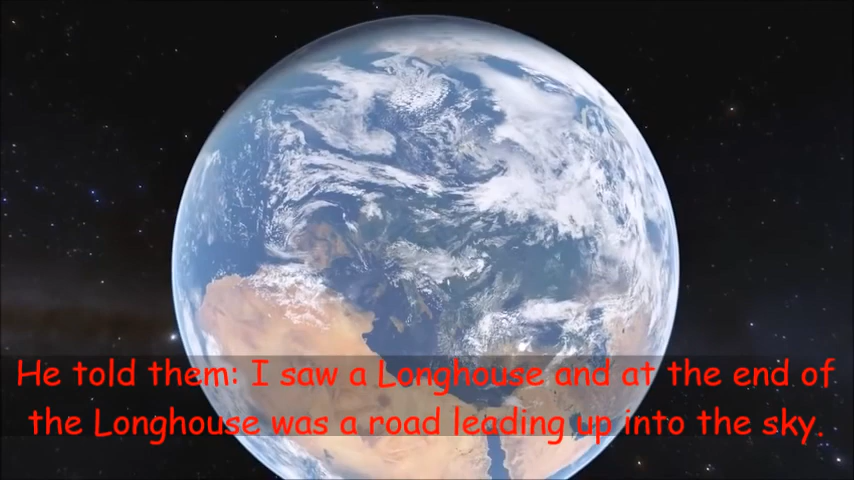 He told them: I saw a Longhouse and at the end of
the Longhouse was a road leading up into the sky.